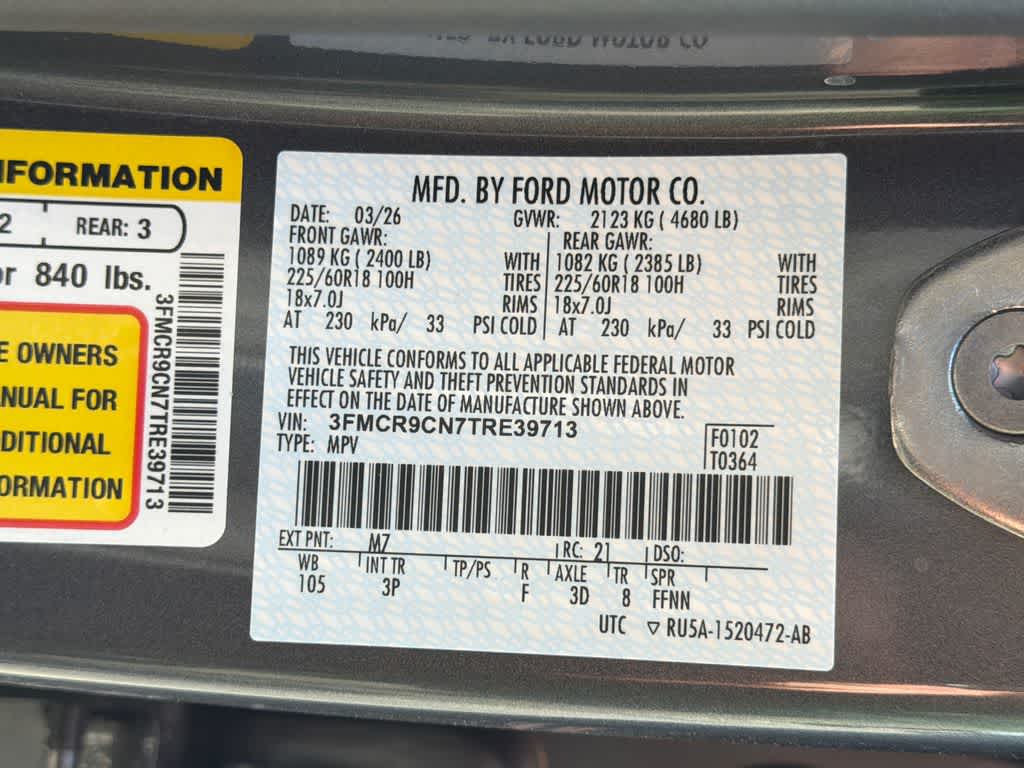 INFORMATION
2 REAR: 3
or 840 lbs.
E OWNERS
ANUAL FOR
DITIONAL
ORMATION
3FMCR9CN7TRE39713
MFD. BY FORD MOTOR CO.
DATE: 03/26 GVWR: 2123 KG ( 4680 LB)
FRONT GAWR: REAR GAWR:
1089 KG ( 2400 LB) WITH 1082 KG ( 2385 LB) WITH
225/60R18 100H TIRES 225/60R18 100H TIRES
18x7.0J RIMS 18x7.0J RIMS
AT 230 kPa/ 33 PSI COLD AT 230 kPa/ 33 PSI COLD
THIS VEHICLE CONFORMS TO ALL APPLICABLE FEDERAL MOTOR
VEHICLE SAFETY AND THEFT PREVENTION STANDARDS IN
EFFECT ON THE DATE OF MANUFACTURE SHOWN ABOVE.
VIN: 3FMCR9CN7TRE39713
TYPE: MPV
F0102
T0364
EXT PNT: M7 RC: 21 DSO:
WB INT TR TP/PS R AXLE TR SPR
105 3P F 3D 8 FFNN
UTC ▽ RU5A-1520472-AB